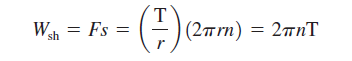 W_sh = Fs = (T/r)(2πrn) = 2πnT